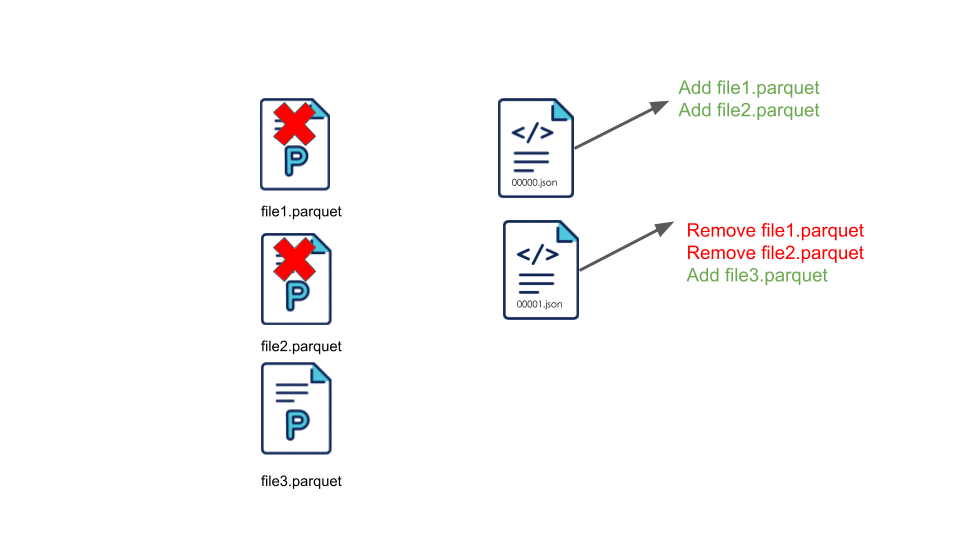 file1.parquet
file2.parquet
file3.parquet
P
P
P
</>
00000.json
Add file1.parquet
Add file2.parquet
</>
00001.json
Remove file1.parquet
Remove file2.parquet
Add file3.parquet